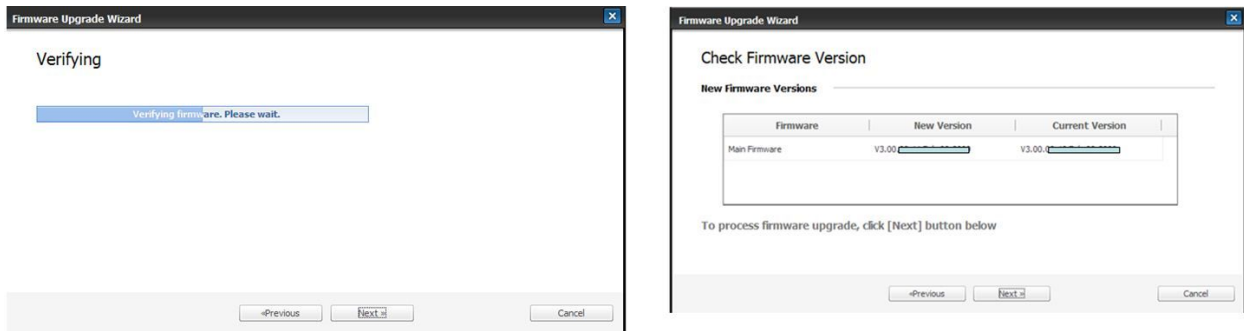 Firmware Upgrade Wizard
Verifying
Verifying firmware. Please wait.
«Previous
Next »
Cancel
Firmware Upgrade Wizard
Check Firmware Version
New Firmware Versions
Firmware New Version Current Version
Main Firmware V3.00. V3.00.
To process firmware upgrade, click [Next] button below
«Previous
Next »
Cancel